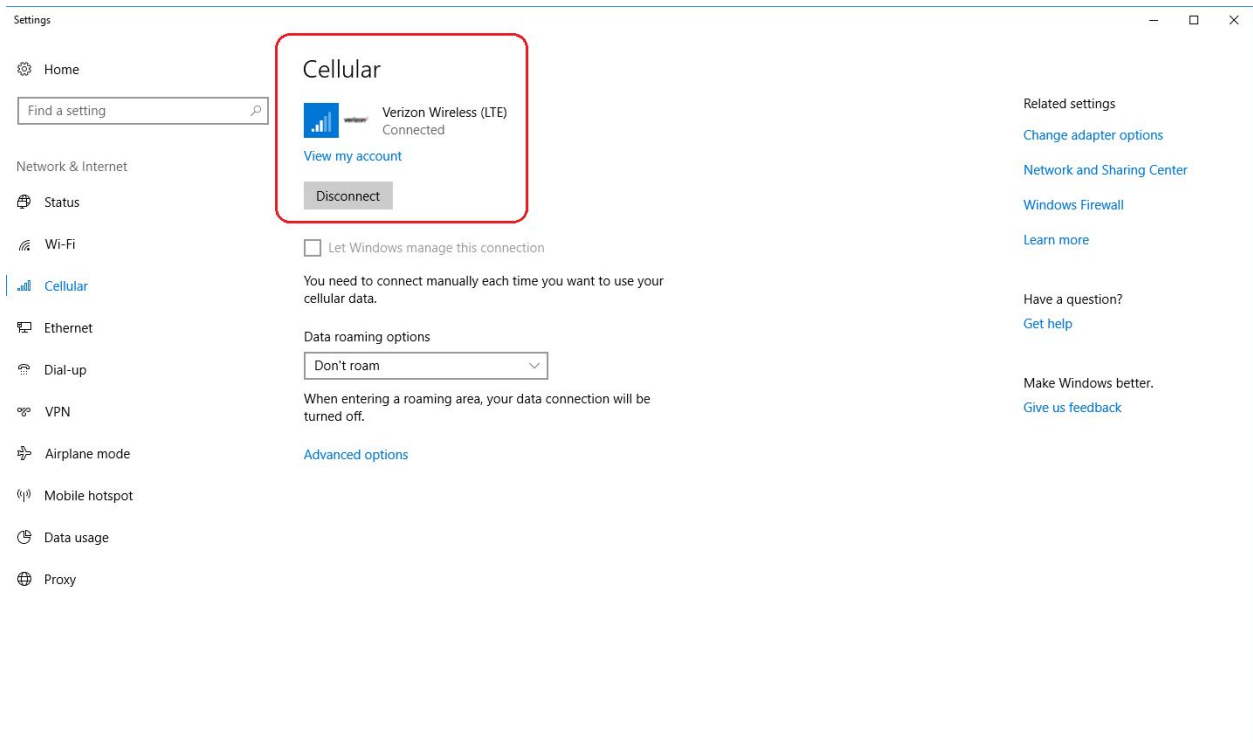 Settings
Home
Find a setting
Network & Internet
Status
Wi-Fi
Cellular
Ethernet
Dial-up
VPN
Airplane mode
Mobile hotspot
Data usage
Proxy
Cellular
verizon
Verizon Wireless (LTE)
Connected
View my account
Disconnect
Let Windows manage this connection
You need to connect manually each time you want to use your
cellular data.
Data roaming options
Don't roam
When entering a roaming area, your data connection will be
turned off.
Advanced options
Related settings
Change adapter options
Network and Sharing Center
Windows Firewall
Learn more
Have a question?
Get help
Make Windows better.
Give us feedback